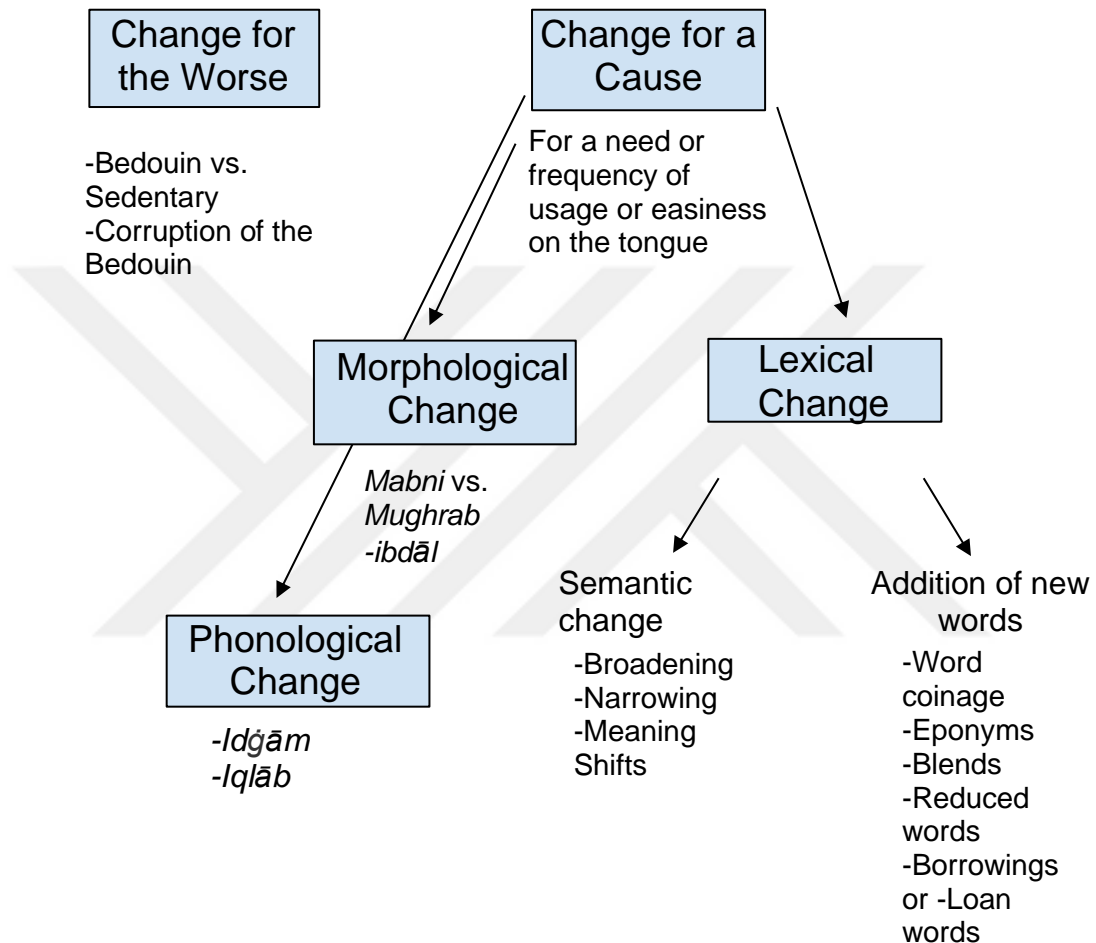 Change for
the Worse
-Bedouin vs.
Sedentary
-Corruption of the
Bedouin
Change for a
Cause
For a need or
frequency of
usage or easiness
on the tongue
Morphological
Change
Mabni vs.
Mughrab
-ibdāl
Phonological
Change
-Idġām
-Iqlāb
Lexical
Change
Semantic
change
-Broadening
-Narrowing
-Meaning
Shifts
Addition of new
words
-Word
coinage
-Eponyms
-Blends
-Reduced
words
-Borrowings
or -Loan
words